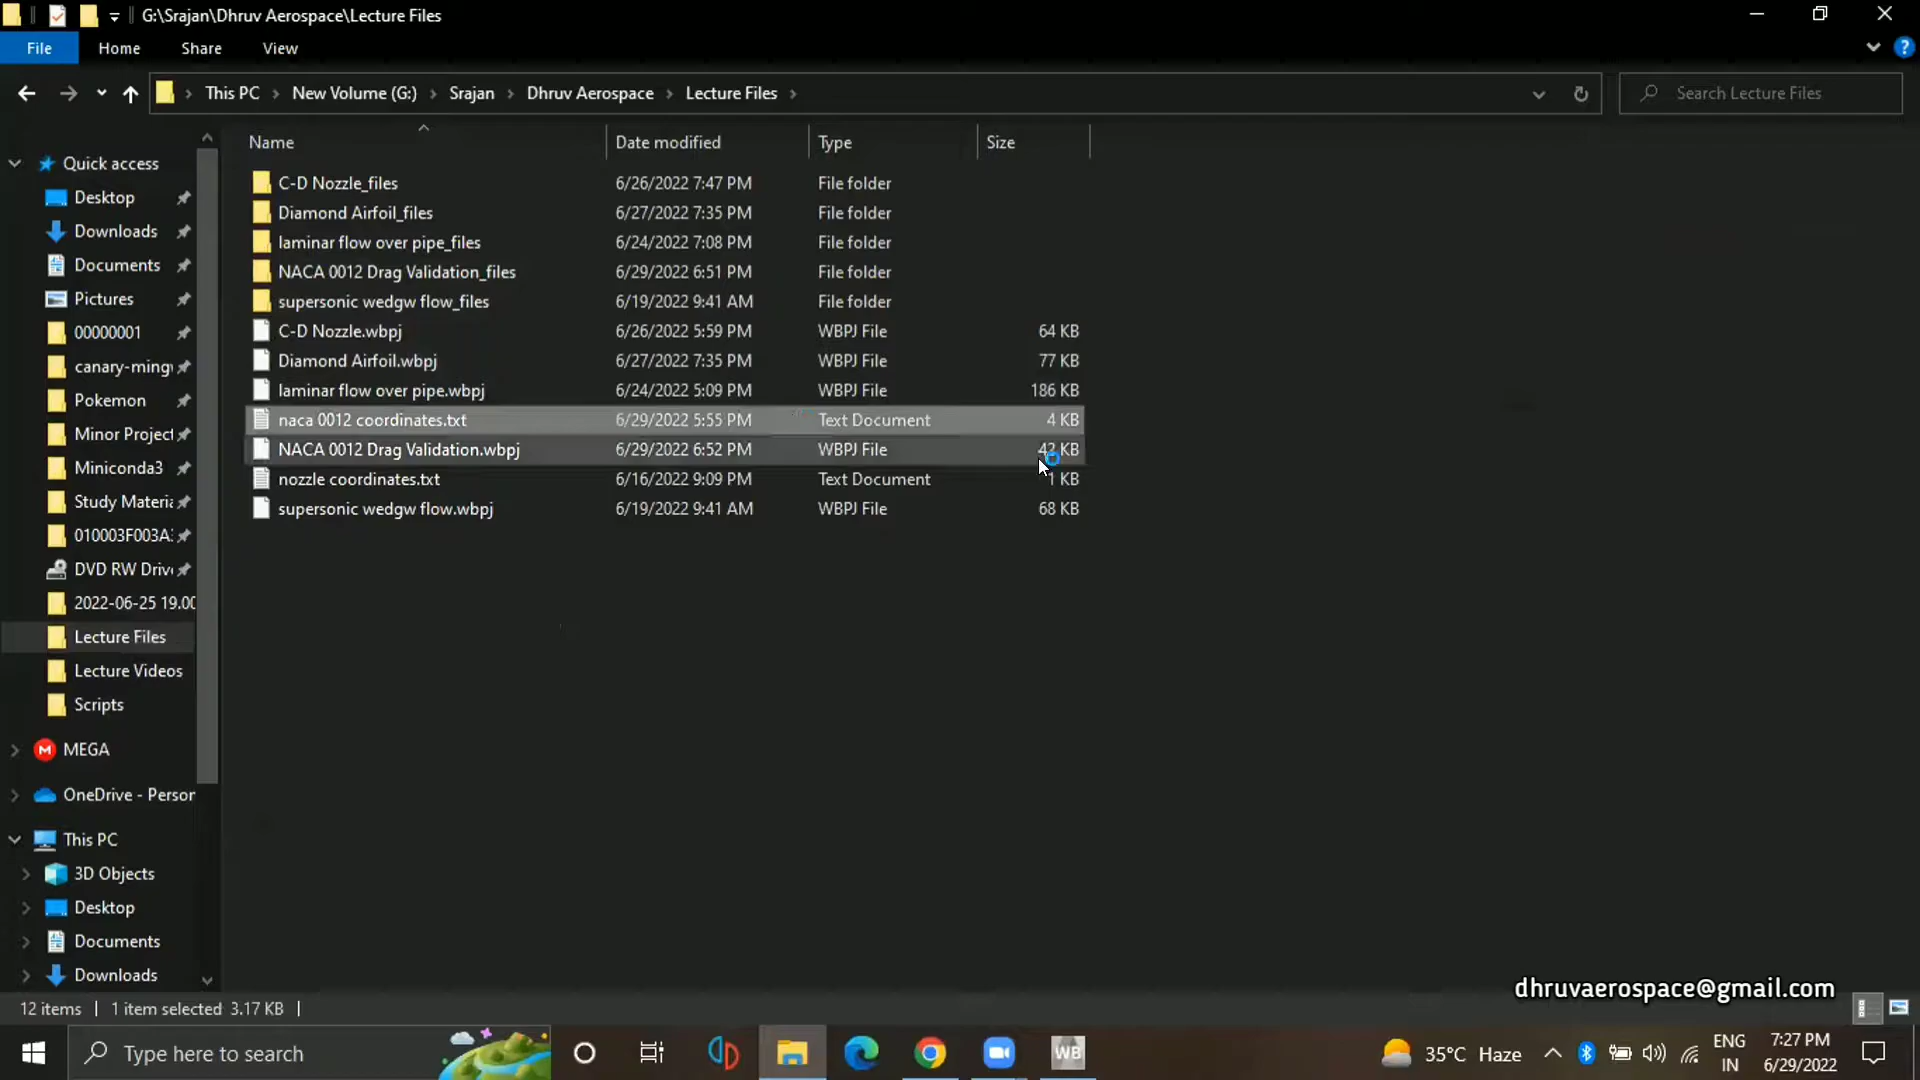 G:\Srajan\Dhruv Aerospace\Lecture Files
File Home Share View
This PC New Volume (G:) Srajan Dhruv Aerospace Lecture Files
Search Lecture Files
Name Date modified Type Size
Quick access
Desktop
Downloads
Documents
Pictures
00000001
canary-ming
Pokemon
Minor Project
Miniconda3
Study Materia
010003F003A
DVD RW Driv
2022-06-25 19.00
Lecture Files
Lecture Videos
Scripts
MEGA
OneDrive - Person
This PC
3D Objects
Desktop
Documents
Downloads
C-D Nozzle_files 6/26/2022 7:47 PM File folder
Diamond Airfoil_files 6/27/2022 7:35 PM File folder
laminar flow over pipe_files 6/24/2022 7:08 PM File folder
NACA 0012 Drag Validation_files 6/29/2022 6:51 PM File folder
supersonic wedgw flow_files 6/19/2022 9:41 AM File folder
C-D Nozzle.wbpj 6/26/2022 5:59 PM WBPJ File 64 KB
Diamond Airfoil.wbpj 6/27/2022 7:35 PM WBPJ File 77 KB
laminar flow over pipe.wbpj 6/24/2022 5:09 PM WBPJ File 186 KB
naca 0012 coordinates.txt 6/29/2022 5:55 PM Text Document 4 KB
NACA 0012 Drag Validation.wbpj 6/29/2022 6:52 PM WBPJ File KB
nozzle coordinates.txt 6/16/2022 9:09 PM Text Document 1 KB
supersonic wedgw flow.wbpj 6/19/2022 9:41 AM WBPJ File 68 KB
12 items 1 item selected 3.17 KB
dhruvaerospace@gmail.com
Type here to search
WB
35°C Haze
ENG
IN
7:27 PM
6/29/2022